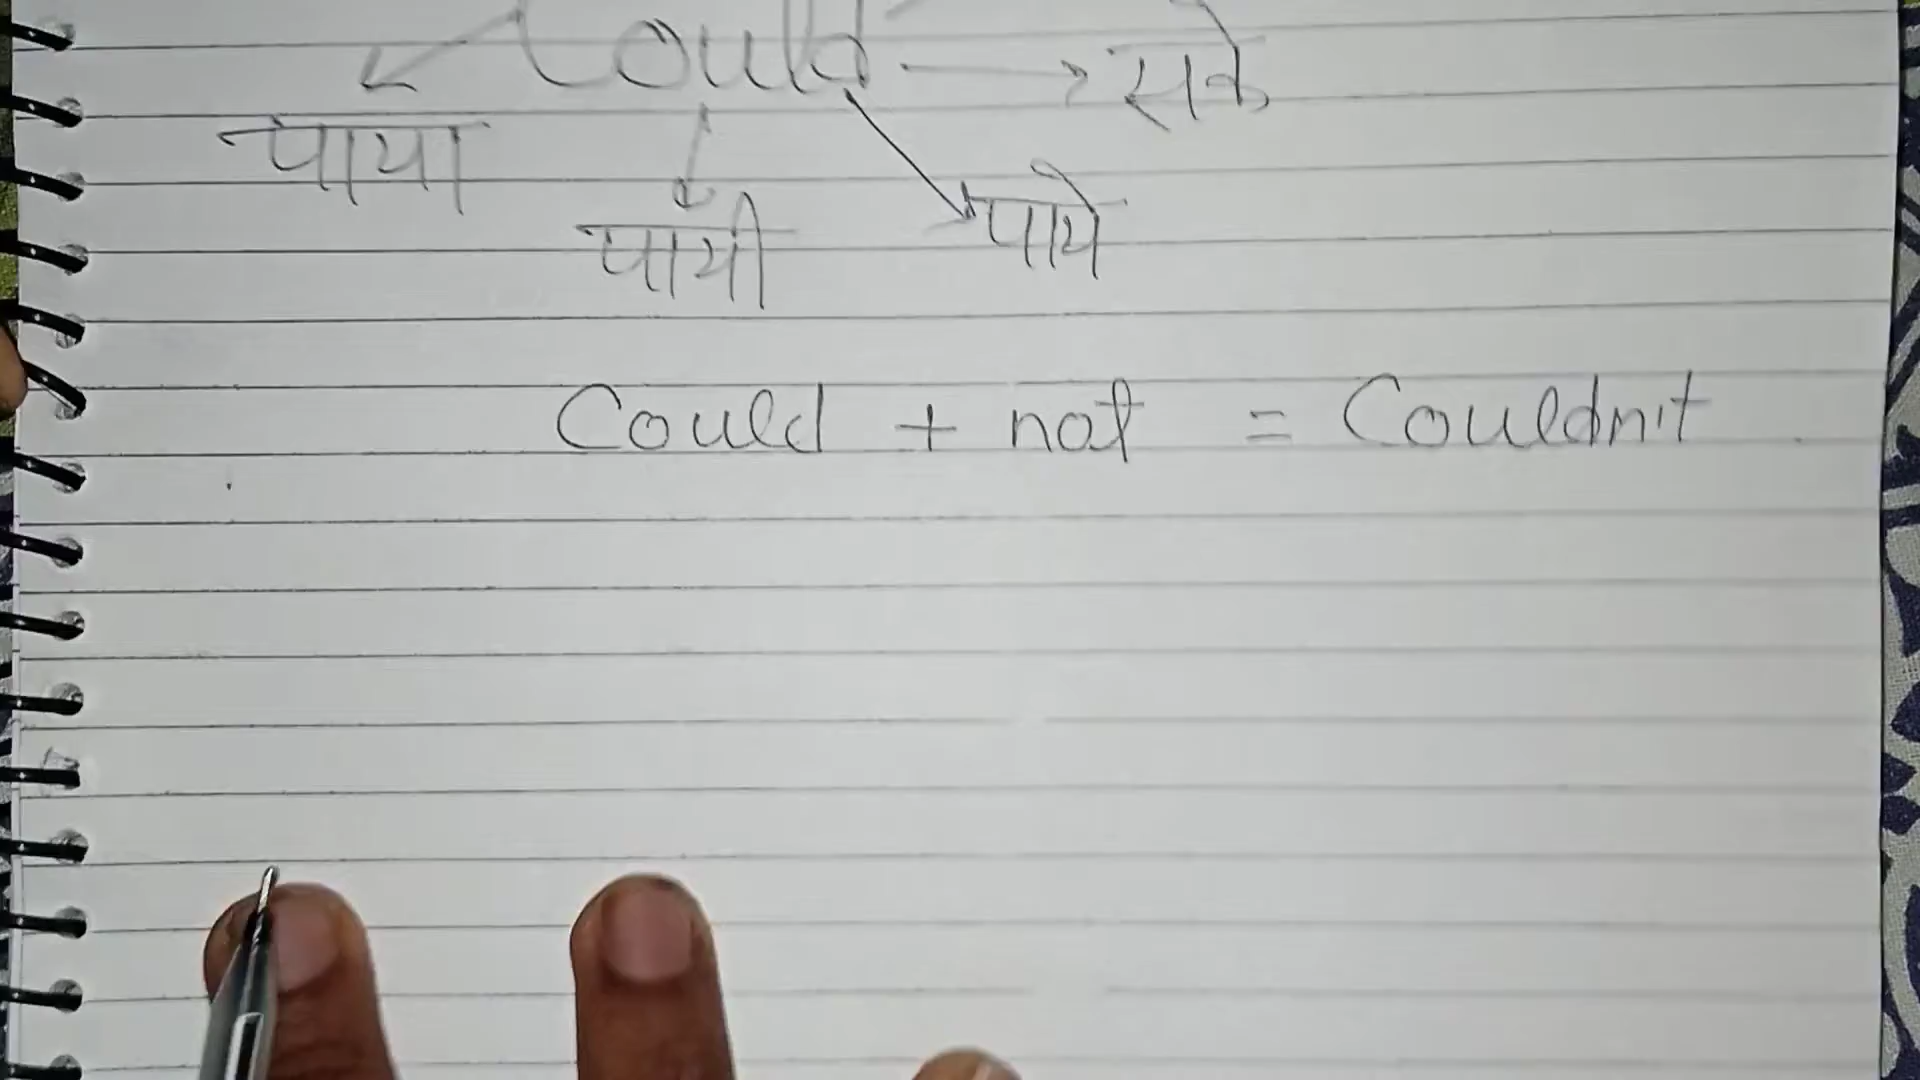 Could → सके
पाया
पायी पाये
Could + not = Couldn't